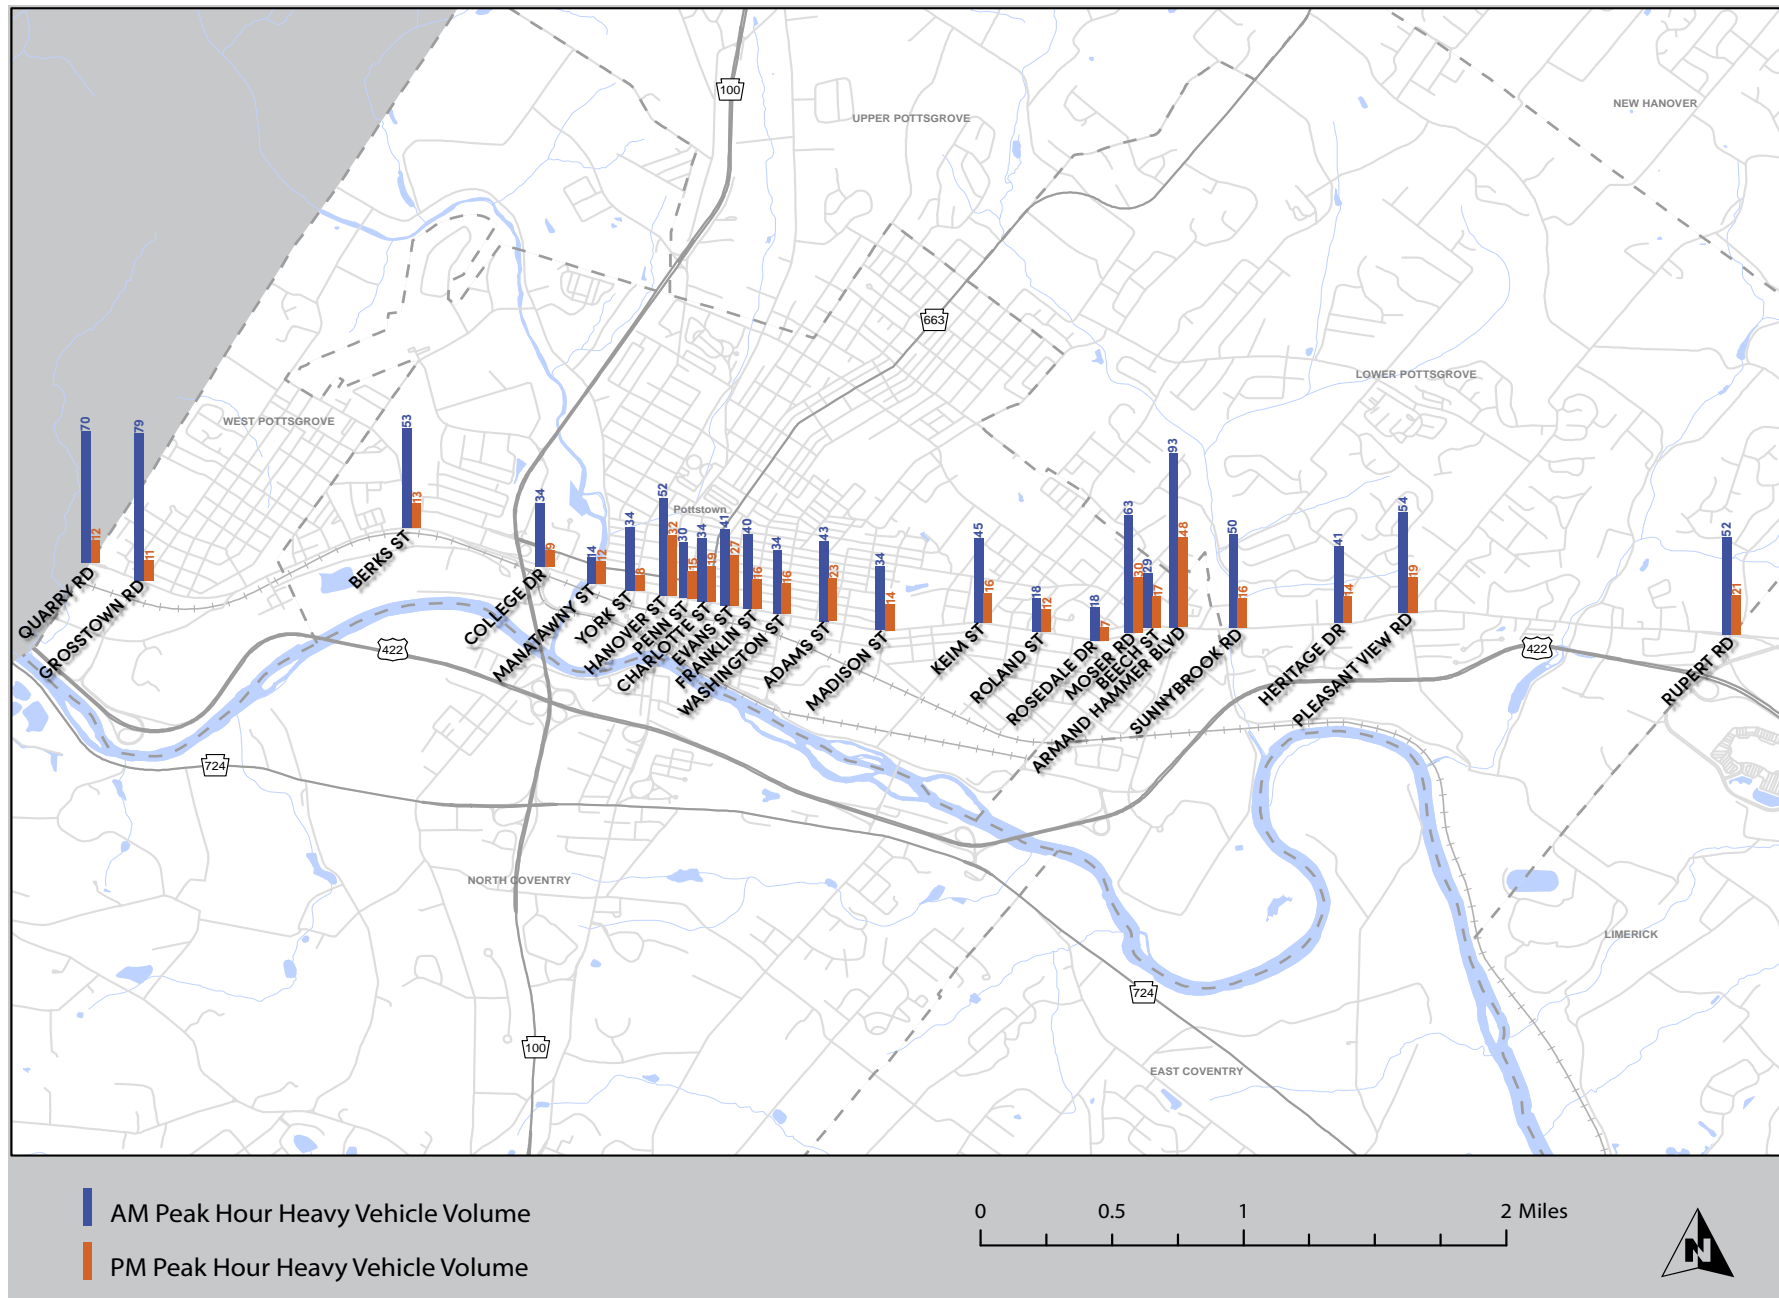 100
UPPER POTTSGROVE
NEW HANOVER
663
LOWER POTTSGROVE
WEST POTTSGROVE
Pottstown
70
12
QUARRY RD
79
11
GROSSTOWN RD
53
13
BERKS ST
34
9
COLLEGE DR
14
12
MANATAWNY ST
34
8
YORK ST
52
32
HANOVER ST
30
15
PENN ST
34
19
CHARLOTTE ST
41
27
EVANS ST
40
16
FRANKLIN ST
34
16
WASHINGTON ST
43
23
ADAMS ST
34
14
MADISON ST
45
16
KEIM ST
18
12
ROLAND ST
18
7
ROSEDALE DR
63
30
MOSER RD
29
17
BEECH ST
93
48
ARMAND HAMMER BLVD
50
16
SUNNYBROOK RD
41
14
HERITAGE DR
54
19
PLEASANT VIEW RD
52
21
RUPERT RD
422
422
724
NORTH COVENTRY
LIMERICK
724
100
EAST COVENTRY
AM Peak Hour Heavy Vehicle Volume
PM Peak Hour Heavy Vehicle Volume
0 0.5 1 2 Miles
N